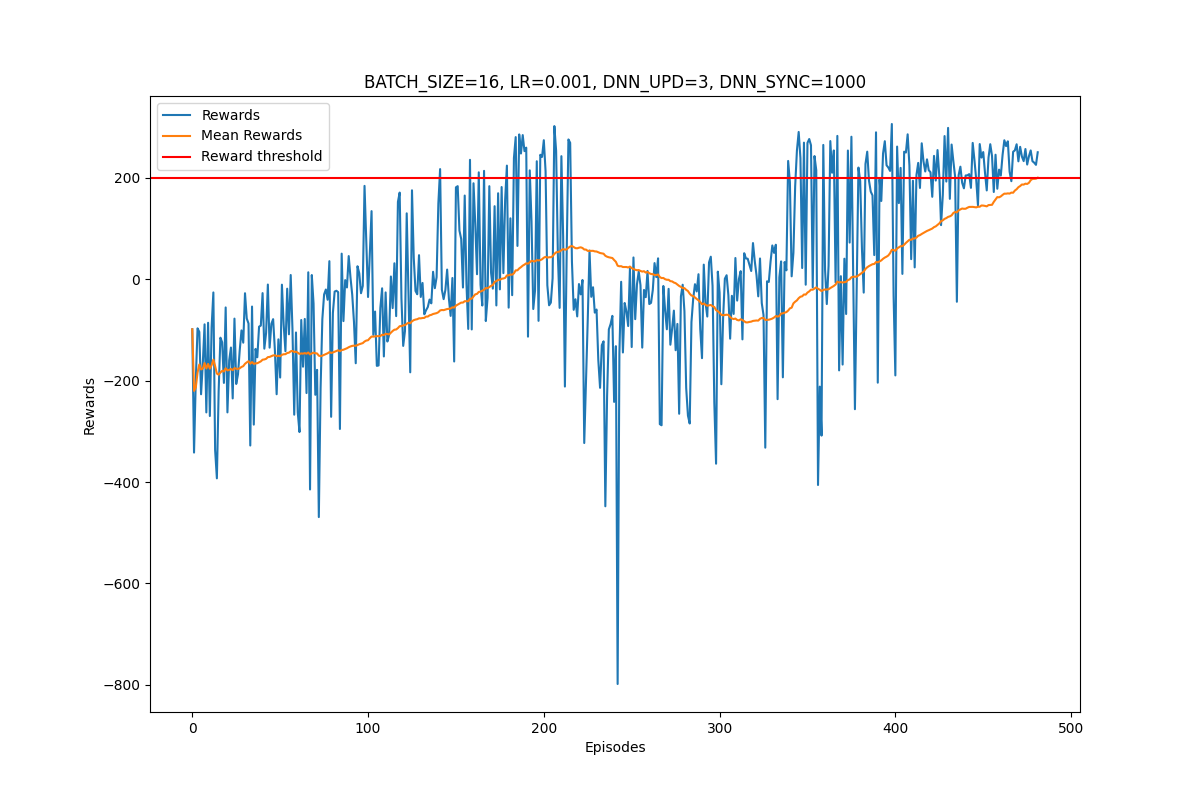 BATCH_SIZE=16, LR=0.001, DNN_UPD=3, DNN_SYNC=1000
Rewards
Mean Rewards
Reward threshold
200
0
−200
−400
−600
−800
Rewards
0
100
200
300
400
500
Episodes